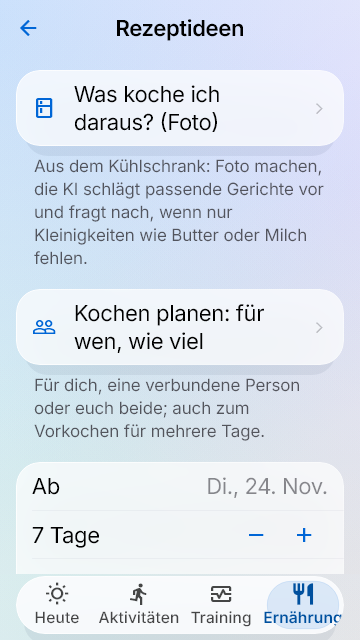 Rezeptideen
Was koche ich
daraus? (Foto)
Aus dem Kühlschrank: Foto machen,
die KI schlägt passende Gerichte vor
und fragt nach, wenn nur
Kleinigkeiten wie Butter oder Milch
fehlen.
Kochen planen: für
wen, wie viel
Für dich, eine verbundene Person
oder euch beide; auch zum
Vorkochen für mehrere Tage.
Ab Di., 24. Nov.
7 Tage
Heute Aktivitäten Training Ernährung